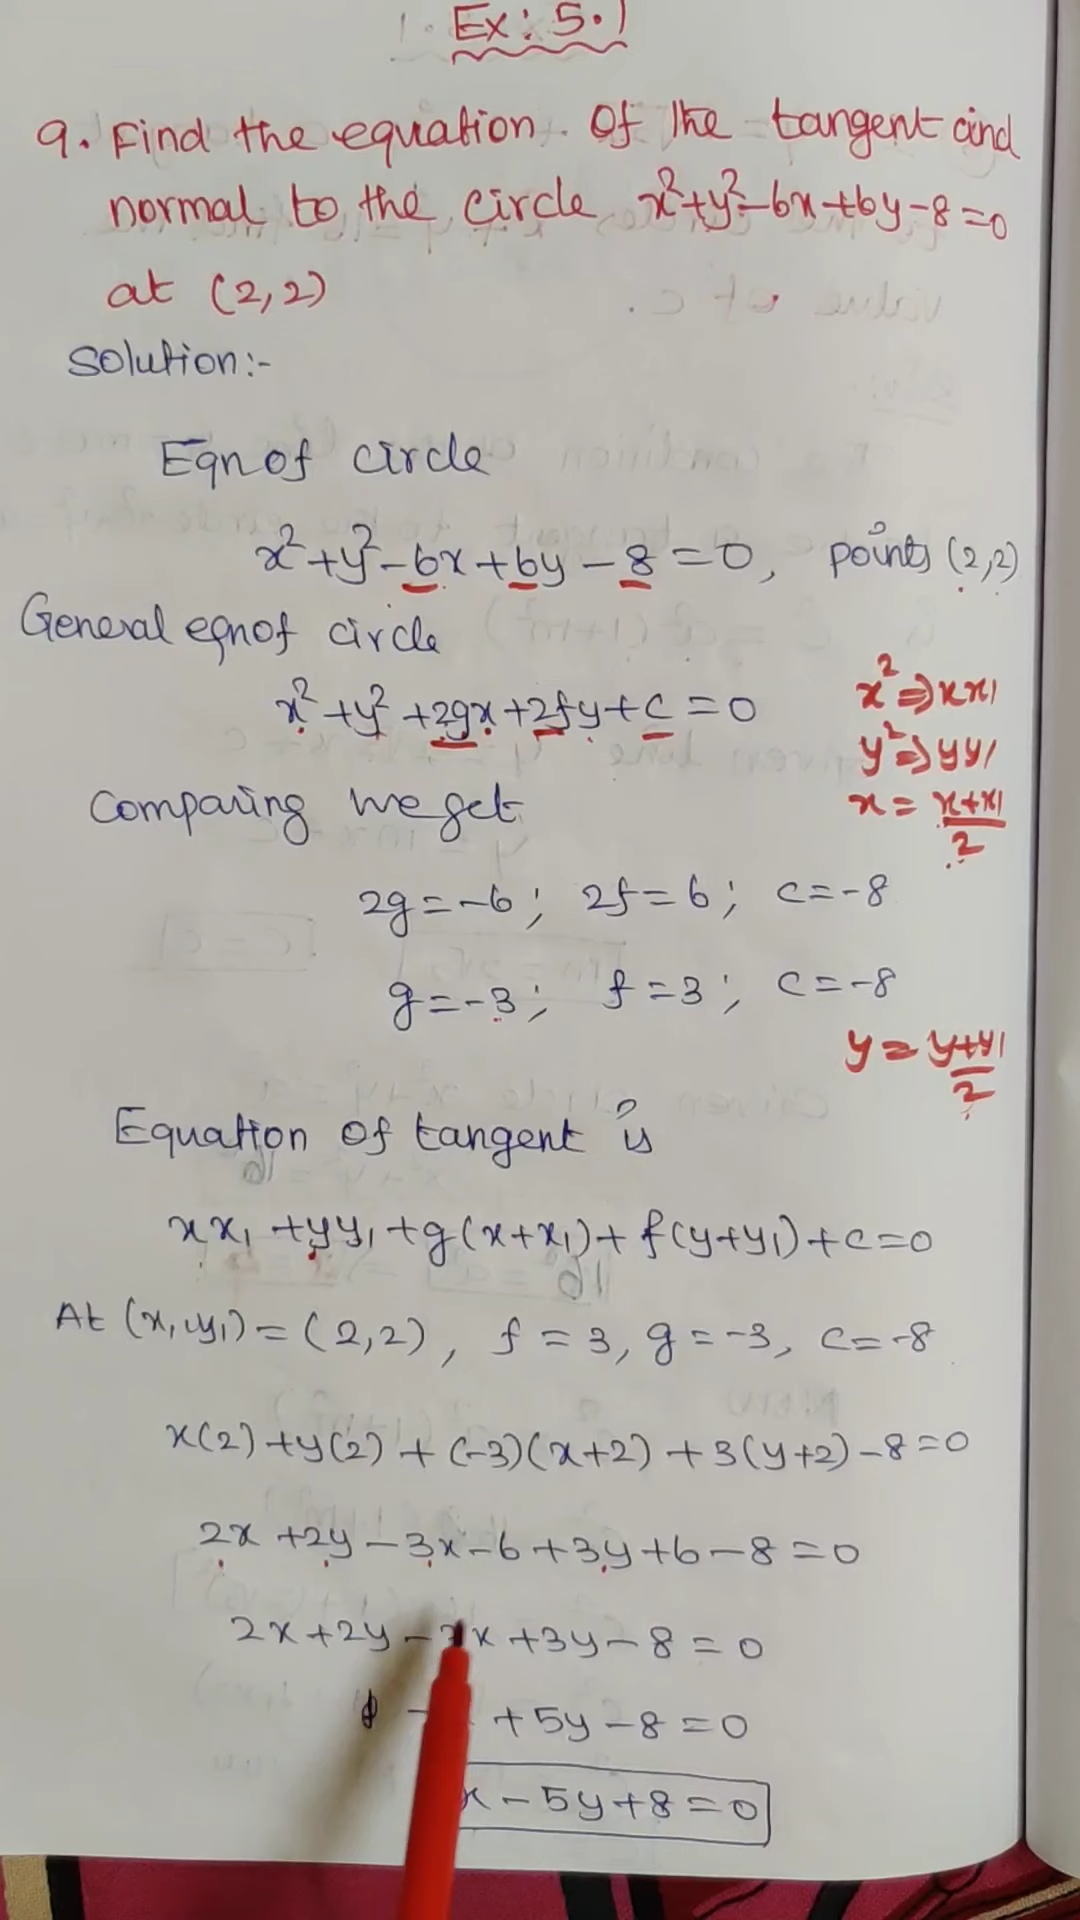 Ex: 5.1
9. Find the equation of the tangent and
normal to the circle x²+y²-6x+6y-8=0
at (2,2)
Solution:-
Eqn of circle
x²+y²-6x+6y-8=0, points (2,2)
General eqn of circle
x²+y²+2gx+2fy+c=0
x²⇒xx1
y²⇒yy1
x = x+x1/2
Comparing we get
2g=-6; 2f=6; c=-8
g=-3; f=3; c=-8
y = y+y1/2
Equation of tangent is
xx₁+yy₁+g(x+x₁)+f(y+y₁)+c=0
At (x₁,y₁)=(2,2), f=3, g=-3, c=-8
x(2)+y(2)+(-3)(x+2)+3(y+2)-8=0
2x+2y-3x-6+3y+6-8=0
2x+2y-3x+3y-8=0
+5y-8=0
x-5y+8=0